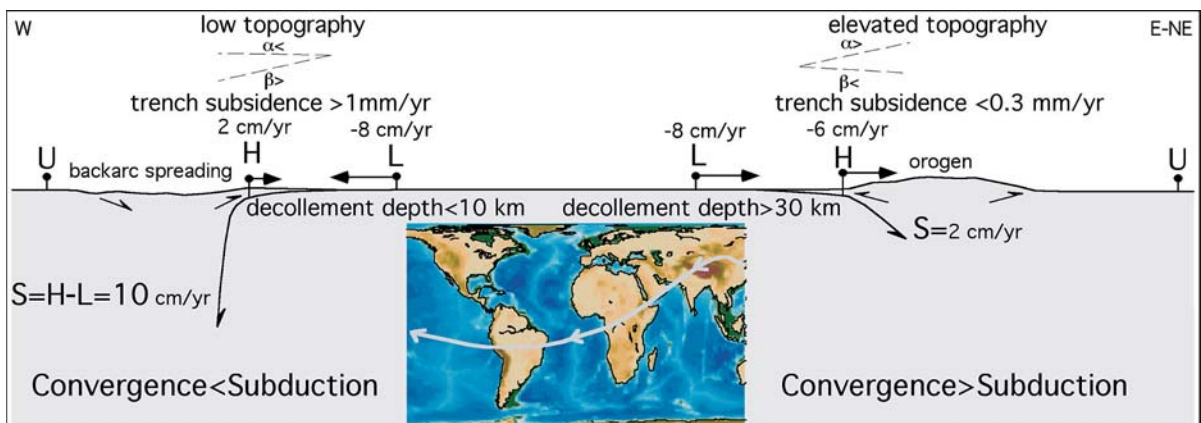 W
low topography
elevated topography
E-NE
α<
α>
β>
β<
trench subsidence >1mm/yr
trench subsidence <0.3 mm/yr
2 cm/yr
-8 cm/yr
-8 cm/yr
-6 cm/yr
U
backarc spreading
H
L
L
H
orogen
U
decollement depth<10 km
decollement depth>30 km
S=2 cm/yr
S=H-L=10 cm/yr
Convergence<Subduction
Convergence>Subduction